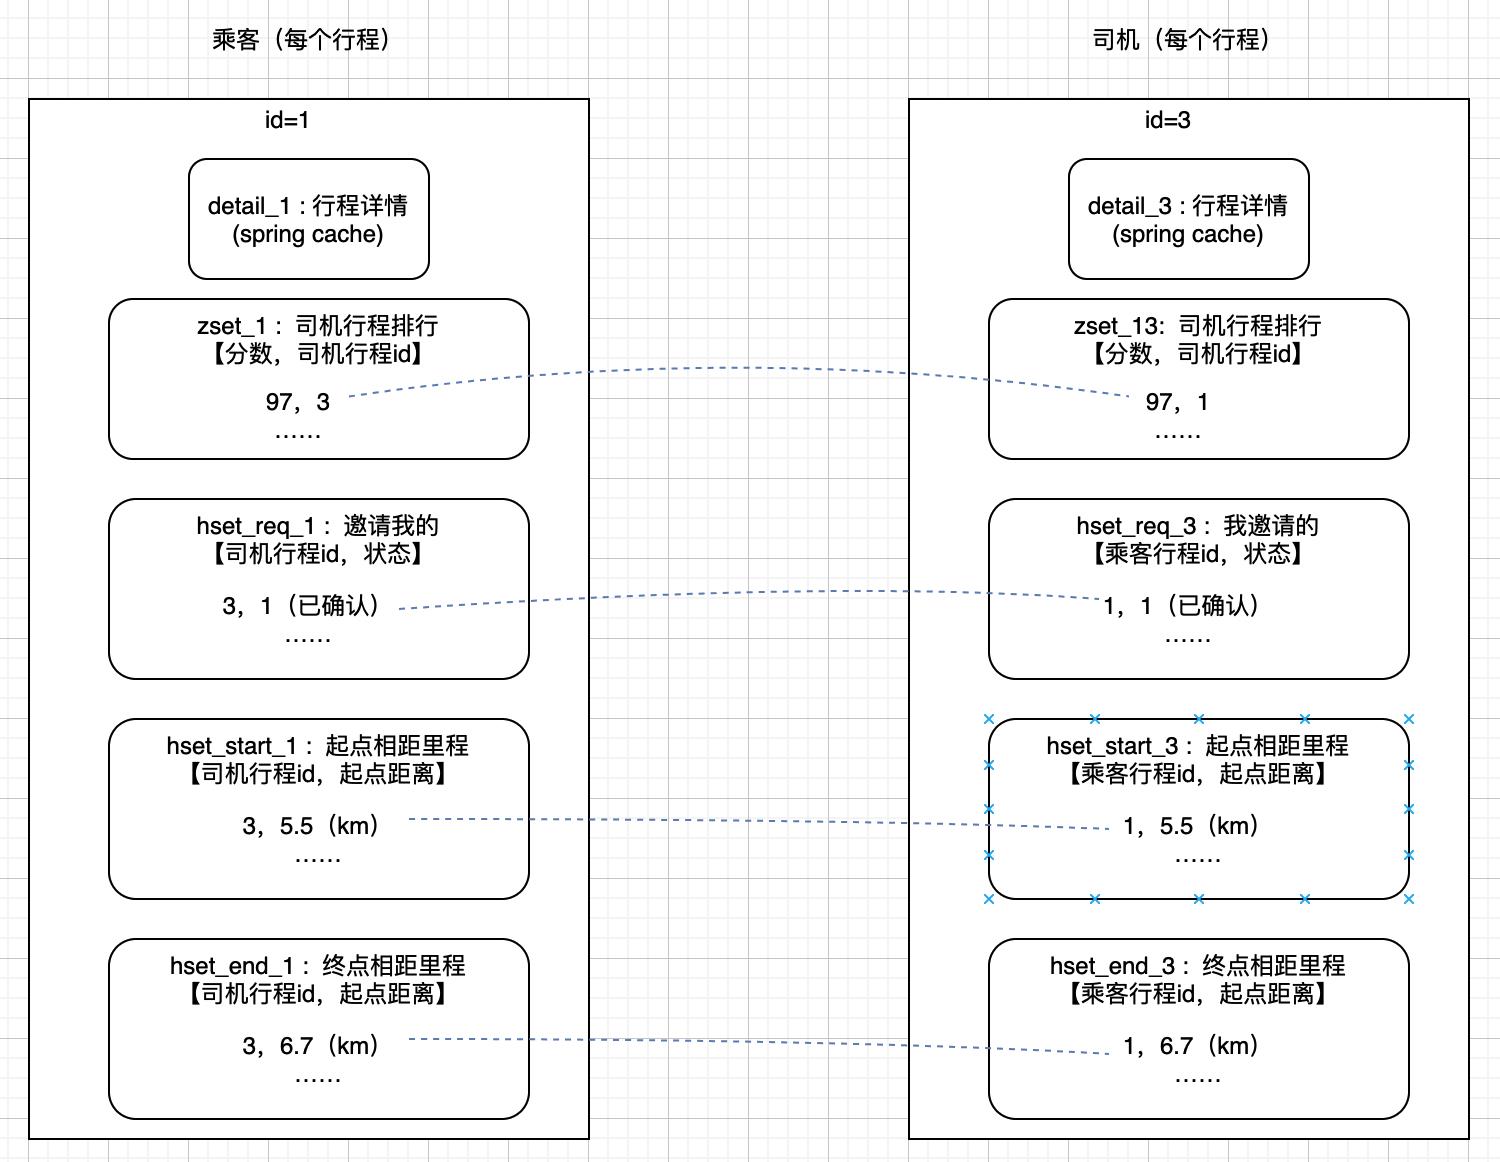 乘客（每个行程）
id=1
detail_1 : 行程详情
(spring cache)
zset_1 : 司机行程排行
【分数，司机行程id】
97，3
......
hset_req_1 : 邀请我的
【司机行程id，状态】
3，1（已确认）
......
hset_start_1 : 起点相距里程
【司机行程id，起点距离】
3，5.5（km）
......
hset_end_1 : 终点相距里程
【司机行程id，起点距离】
3，6.7（km）
......
司机（每个行程）
id=3
detail_3 : 行程详情
(spring cache)
zset_13: 司机行程排行
【分数，司机行程id】
97，1
......
hset_req_3 : 我邀请的
【乘客行程id，状态】
1，1（已确认）
......
hset_start_3 : 起点相距里程
【乘客行程id，起点距离】
1，5.5（km）
......
hset_end_3 : 终点相距里程
【乘客行程id，起点距离】
1，6.7（km）
......